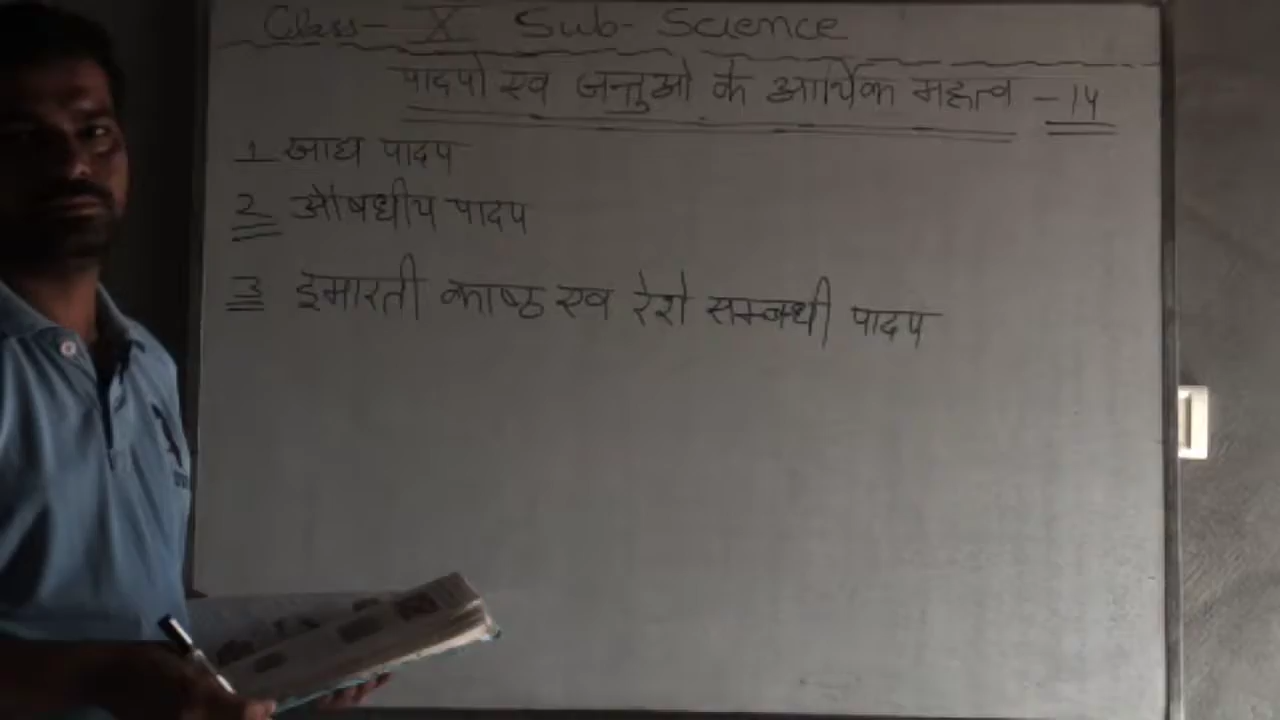 Class- X Sub- Science
पादपो एव जन्तुओ के आर्थिक महत्व - 14
1 खाद्य पादप
2 औषधीय पादप
3 इमारती काष्ठ एव रेशे सम्बन्धी पादप